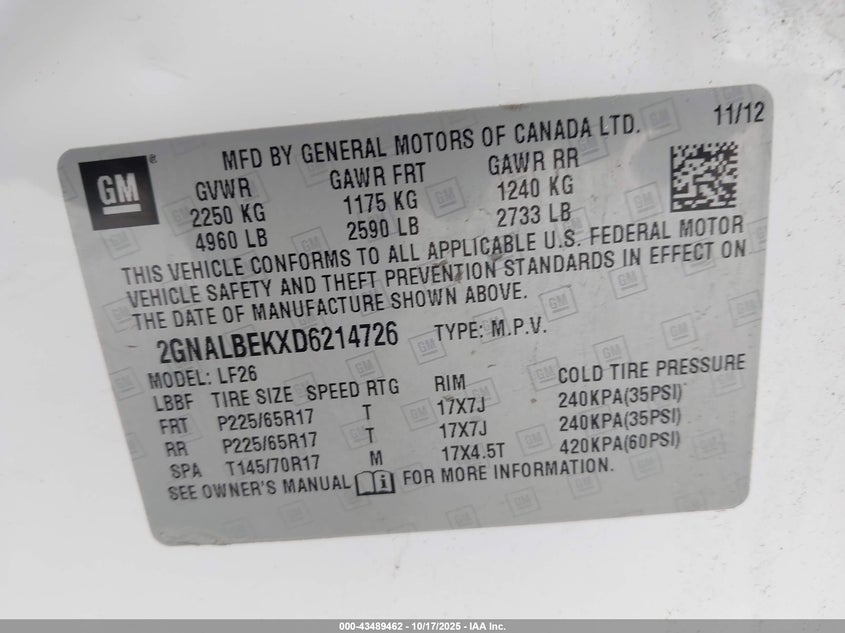 11/12
GM ®
MFD BY GENERAL MOTORS OF CANADA LTD.
GVWR GAWR FRT GAWR RR
2250 KG 1175 KG 1240 KG
4960 LB 2590 LB 2733 LB
THIS VEHICLE CONFORMS TO ALL APPLICABLE U.S. FEDERAL MOTOR
VEHICLE SAFETY AND THEFT PREVENTION STANDARDS IN EFFECT ON
THE DATE OF MANUFACTURE SHOWN ABOVE.
2GNALBEKXD6214726 TYPE: M.P.V.
MODEL: LF26
LBBF TIRE SIZE SPEED RTG RIM COLD TIRE PRESSURE
FRT P225/65R17 T 17X7J 240KPA(35PSI)
RR P225/65R17 T 17X7J 240KPA(35PSI)
SPA T145/70R17 M 17X4.5T 420KPA(60PSI)
SEE OWNER'S MANUAL FOR MORE INFORMATION.
000-43489462 - 10/17/2025 - IAA Inc.